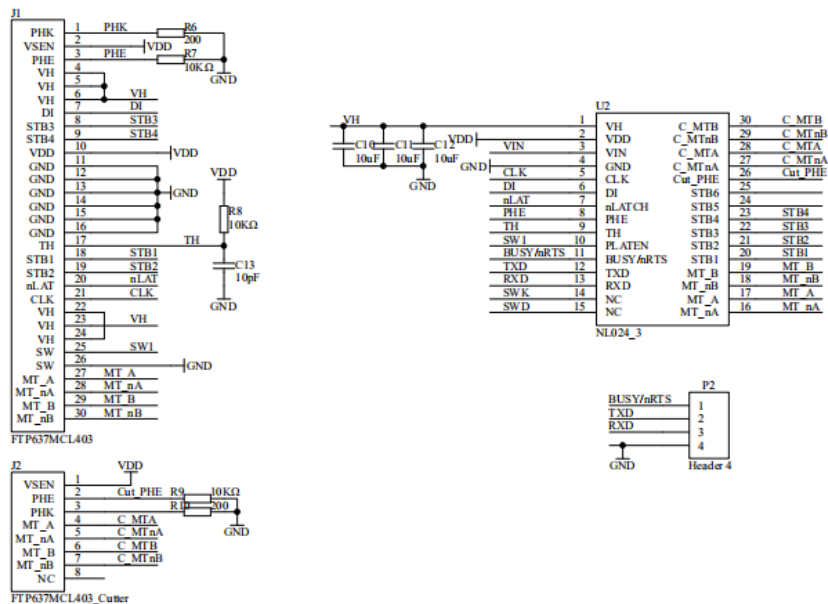 J1
PHK 1 PHK R6 200
VSEN 2 VDD
PHE 3 PHE R7 10KΩ
GND
VH 4
VH 5
VH 6 VH
DI 7 DI
STB3 8 STB3
STB4 9 STB4
VDD 10 VDD
GND 11
GND 12
GND 13 GND
GND 14
GND 15
GND 16
TH 17 TH
VDD
R8
10KΩ
C13
10pF
GND
STB1 18 STB1
STB2 19 STB2
nLAT 20 nLAT
CLK 21 CLK
VH 22
VH 23 VH
VH 24
SW 25 SW1
SW 26 GND
MT_A 27 MT_A
MT_nA 28 MT_nA
MT_B 29 MT_B
MT_nB 30 MT_nB
FTP637MCL403
J2
VDD
VSEN 1
PHE 2 Cut_PHE R9 10KΩ
PHK 3 R10 200
GND
MT_A 4 C_MTA
MT_nA 5 C_MTnA
MT_B 6 C_MTB
MT_nB 7 C_MTnB
NC 8
FTP637MCL403_Cutter
U2
VH 1 VH C_MTB 30 C_MTB
VDD 2 VDD C_MTnB 29 C_MTnB
VIN 3 VIN C_MTA 28 C_MTA
GND 4 GND C_MTnA 27 C_MTnA
CLK 5 CLK Cut_PHE 26 Cut_PHE
DI 6 DI STB6 25
nLAT 7 nLATCH STB5 24
PHE 8 PHE STB4 23 STB4
TH 9 TH STB3 22 STB3
SW1 10 PLATEN STB2 21 STB2
BUSY/nRTS 11 BUSY/nRTS STB1 20 STB1
TXD 12 TXD MT_B 19 MT_B
RXD 13 RXD MT_nB 18 MT_nB
SWK 14 NC MT_A 17 MT_A
SWD 15 NC MT_nA 16 MT_nA
NL024_3
C10 C11 C12
10uF 10uF 10uF
GND
P2
BUSY/nRTS 1
TXD 2
RXD 3
4
GND
Header 4